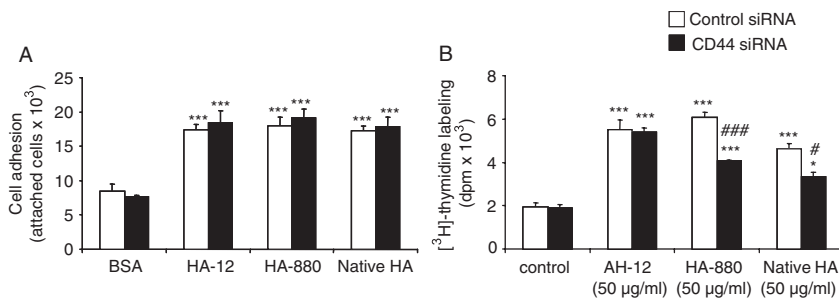 Control siRNA
CD44 siRNA
A
Cell adhesion
(attached cells x 10³)
25
20
15
10
5
0
***
***
***
***
***
***
BSA
HA-12
HA-880
Native HA
B
[³H]-thymidine labeling
(dpm x 10³)
8
6
4
2
0
***
***
***
###
***
***
#
*
control
AH-12
(50 µg/ml)
HA-880
(50 µg/ml)
Native HA
(50 µg/ml)